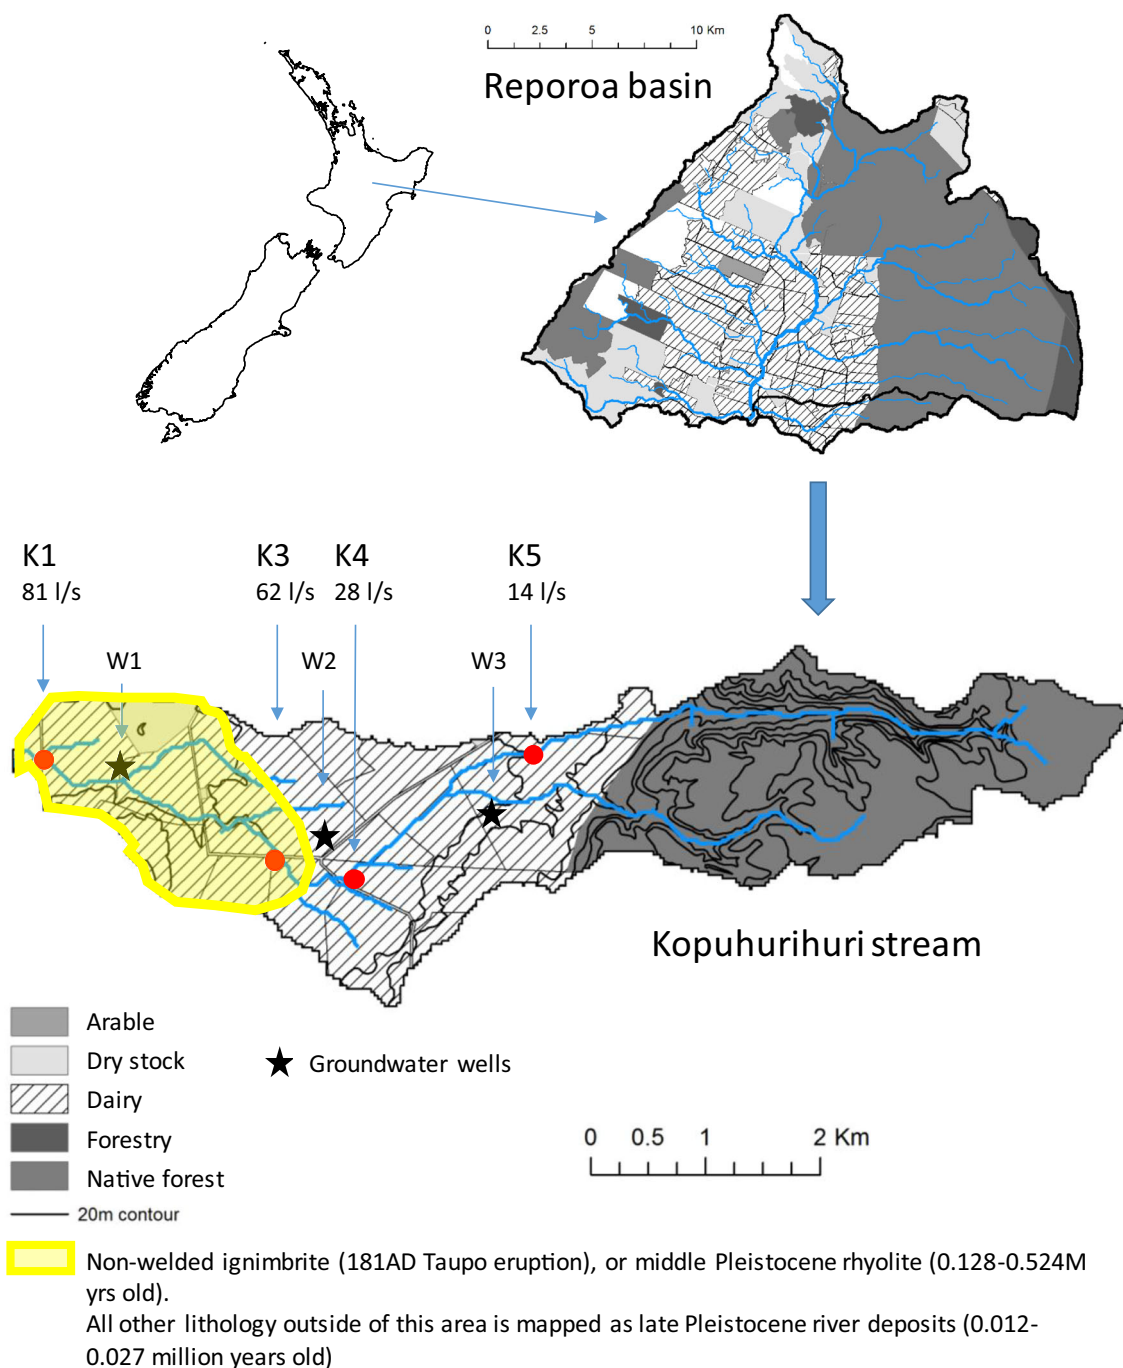 0 2.5 5 10 Km
Reporoa basin
K1 K3 K4 K5
81 l/s 62 l/s 28 l/s 14 l/s
W1 W2 W3
Kopuhurihuri stream
Arable
Dry stock
Groundwater wells
Dairy
Forestry
0 0.5 1 2 Km
Native forest
20m contour
Non-welded ignimbrite (181AD Taupo eruption), or middle Pleistocene rhyolite (0.128-0.524M
yrs old).
All other lithology outside of this area is mapped as late Pleistocene river deposits (0.012-
0.027 million years old)